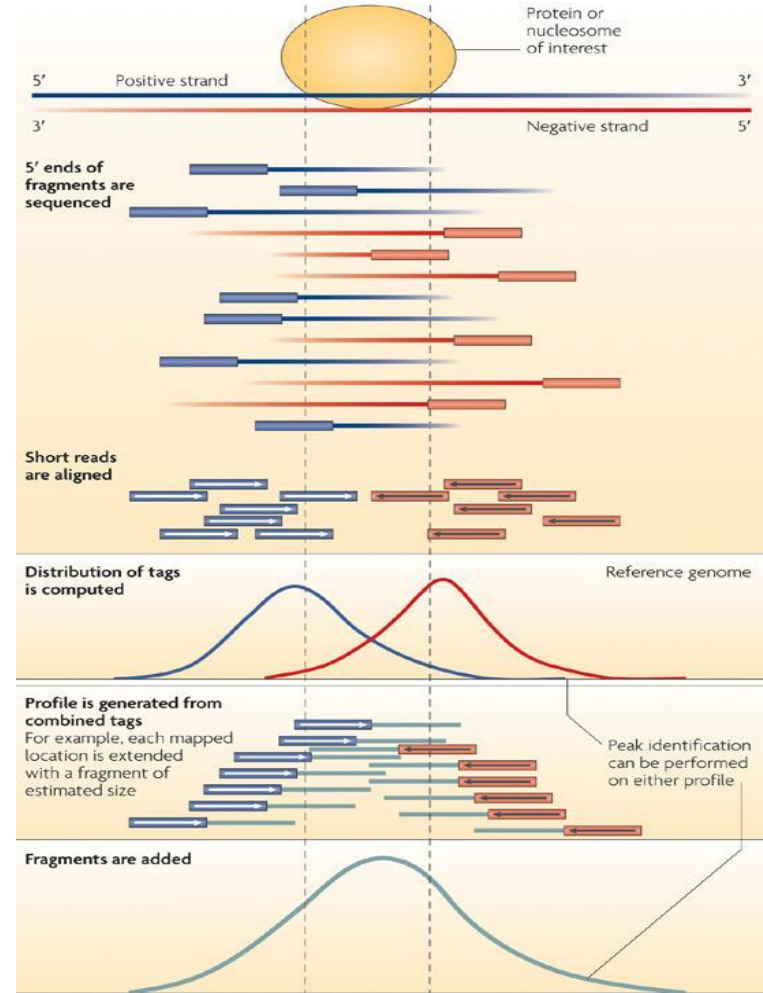 Protein or
nucleosome
of interest
5′ Positive strand 3′
3′ Negative strand 5′
5′ ends of
fragments are
sequenced
Short reads
are aligned
Distribution of tags
is computed
Reference genome
Profile is generated from
combined tags
For example, each mapped
location is extended
with a fragment of
estimated size
Peak identification
can be performed
on either profile
Fragments are added